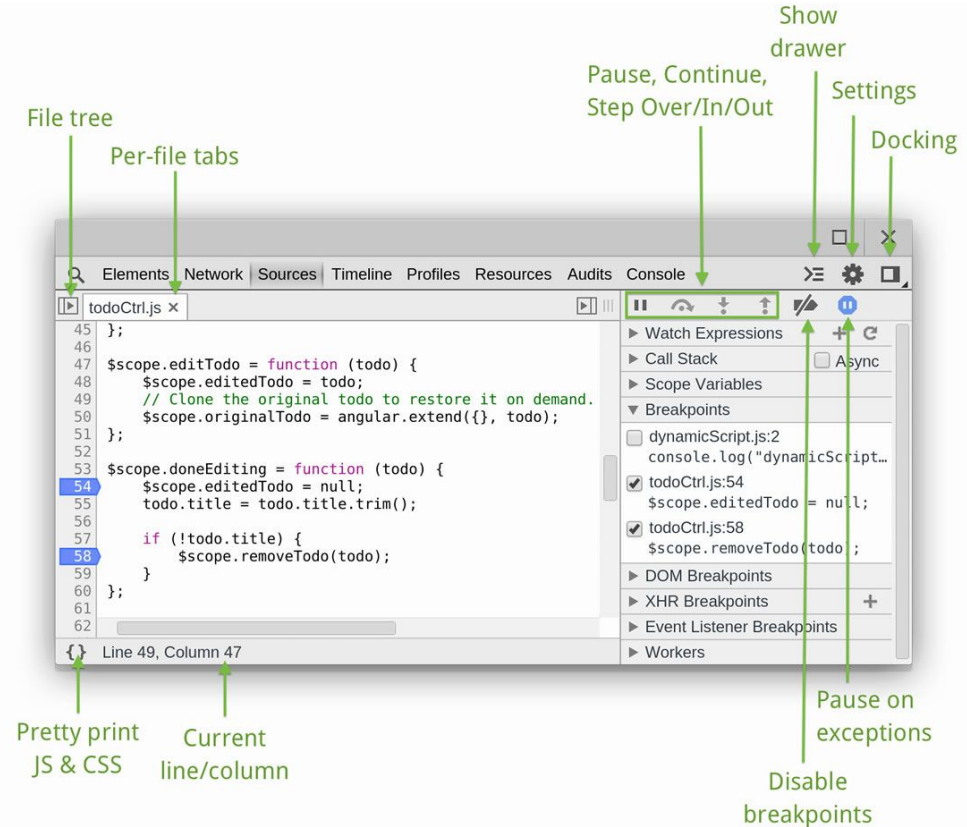 Show
drawer
Pause, Continue,
Step Over/In/Out
Settings
File tree
Docking
Per-file tabs
Elements Network Sources Timeline Profiles Resources Audits Console
todoCtrl.js ×
45 };
46
47 $scope.editTodo = function (todo) {
48 $scope.editedTodo = todo;
49 // Clone the original todo to restore it on demand.
50 $scope.originalTodo = angular.extend({}, todo);
51 };
52
53 $scope.doneEditing = function (todo) {
54 $scope.editedTodo = null;
55 todo.title = todo.title.trim();
56
57 if (!todo.title) {
58 $scope.removeTodo(todo);
59 }
60 };
61
62
Watch Expressions
Call Stack
Async
Scope Variables
Breakpoints
dynamicScript.js:2
console.log("dynamicScript…
todoCtrl.js:54
$scope.editedTodo = null;
todoCtrl.js:58
$scope.removeTodo(todo);
DOM Breakpoints
XHR Breakpoints
Event Listener Breakpoints
Workers
{} Line 49, Column 47
Pretty print
JS & CSS
Current
line/column
Pause on
exceptions
Disable
breakpoints